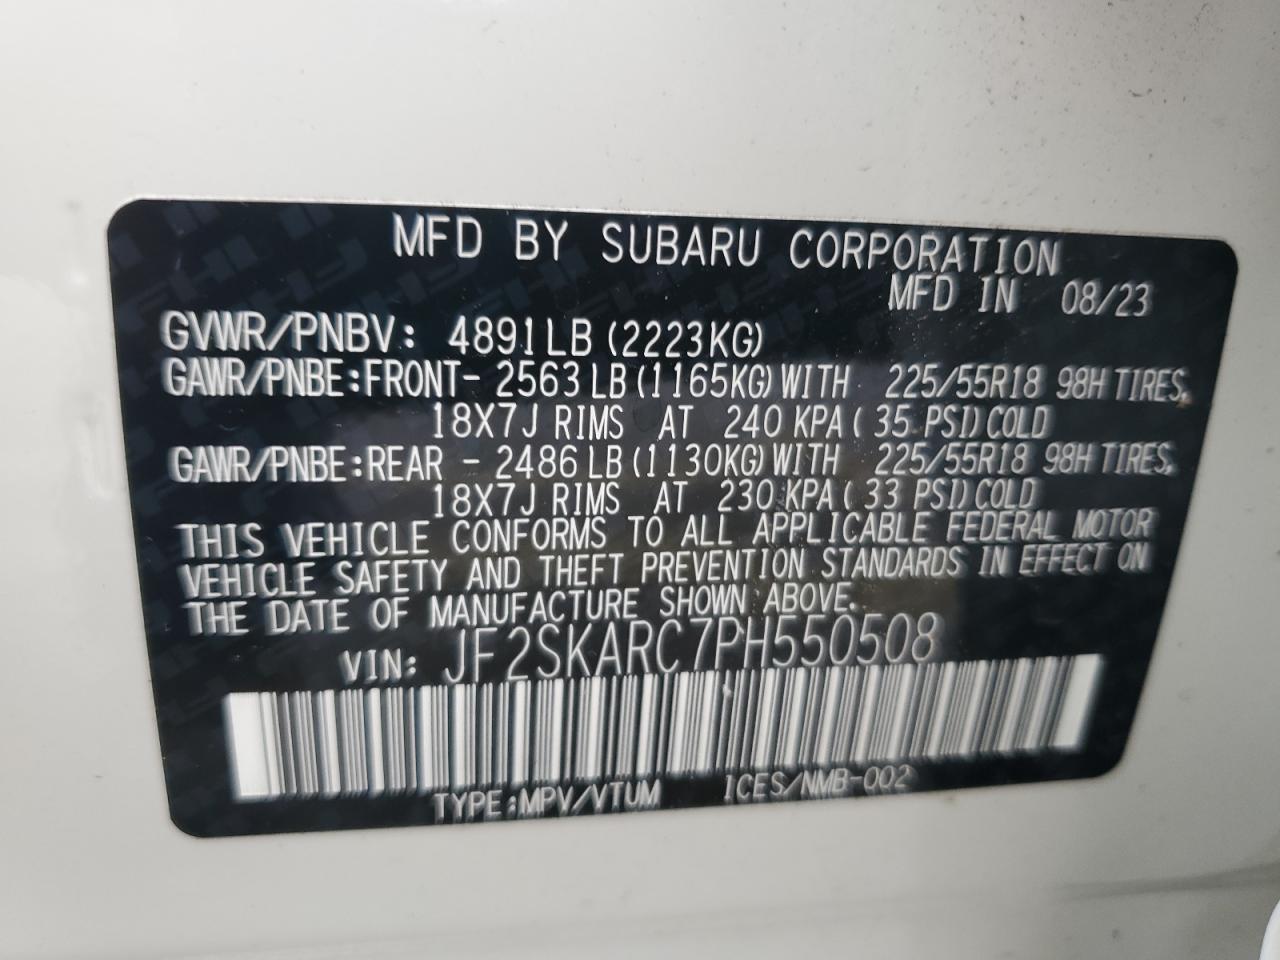 MFD BY SUBARU CORPORATION
MFD IN 08/23
GVWR/PNBV: 4891LB (2223KG)
GAWR/PNBE:FRONT- 2563LB (1165KG) WITH 225/55R18 98H TIRES,
18X7J RIMS AT 240 KPA ( 35 PSI) COLD
GAWR/PNBE:REAR - 2486LB (1130KG) WITH 225/55R18 98H TIRES,
18X7J RIMS AT 230 KPA ( 33 PSI) COLD
THIS VEHICLE CONFORMS TO ALL APPLICABLE FEDERAL MOTOR
VEHICLE SAFETY AND THEFT PREVENTION STANDARDS IN EFFECT ON
THE DATE OF MANUFACTURE SHOWN ABOVE.
VIN: JF2SKARC7PH550508
TYPE:MPV/VTUM ICES/NMB-002